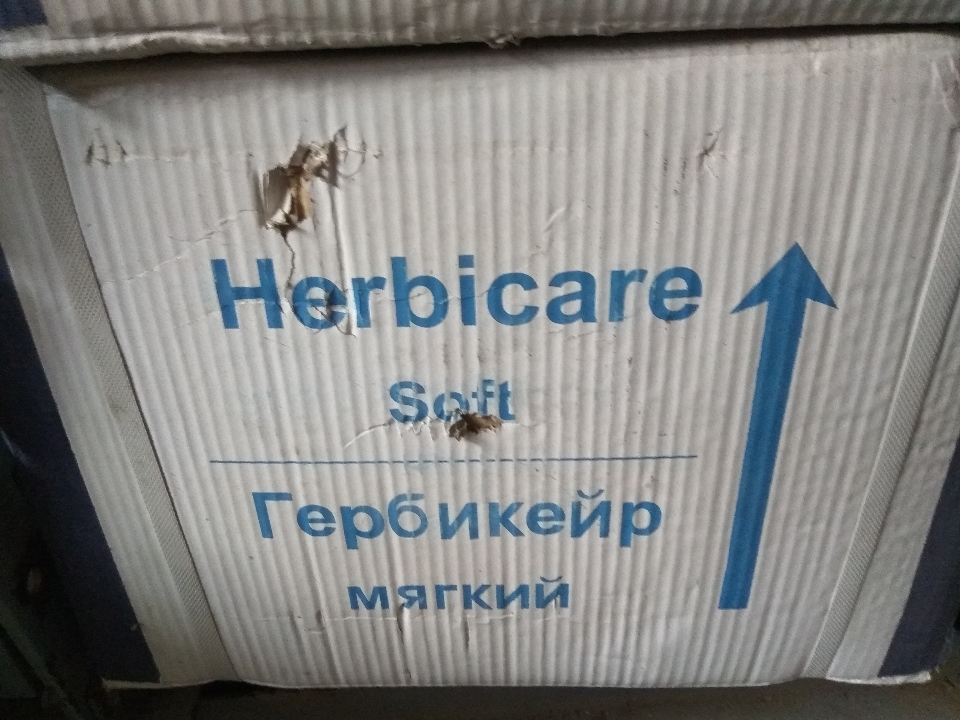 Herbicare
Soft
Гербикейр
мягкий